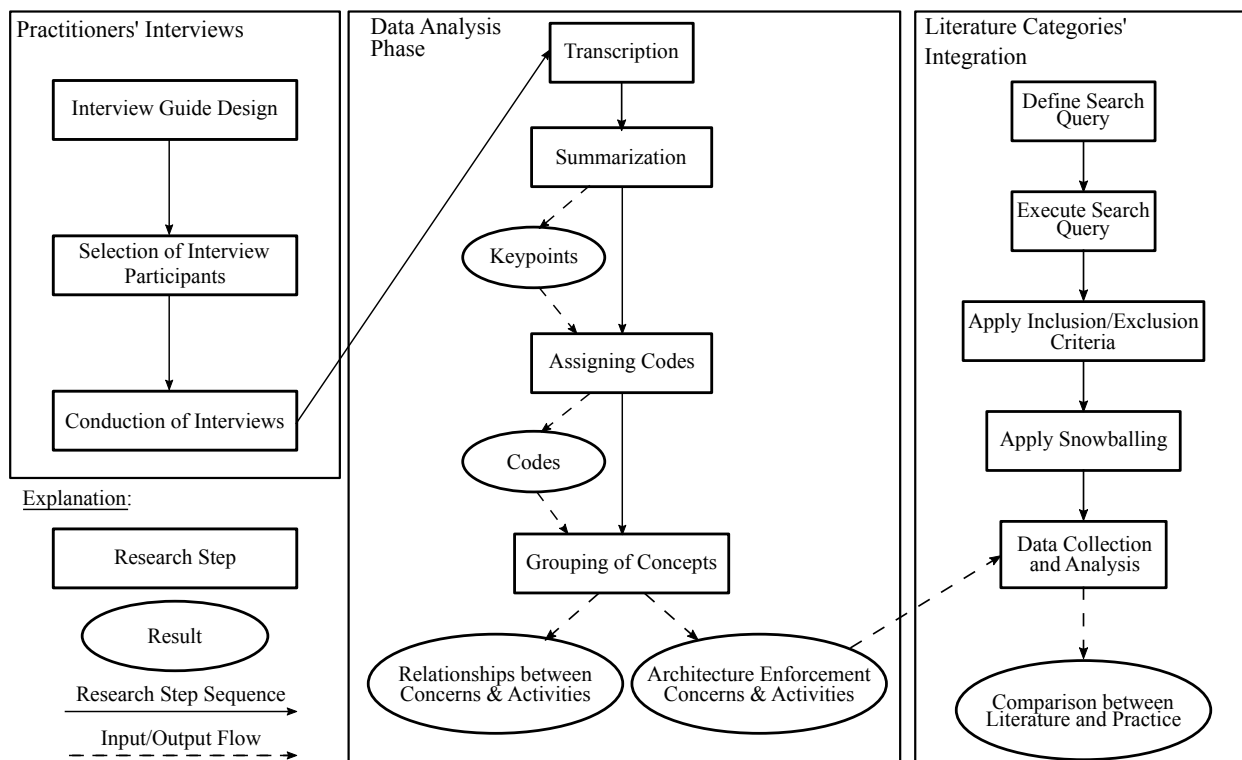 Practitioners' Interviews
Interview Guide Design
Selection of Interview
Participants
Conduction of Interviews
Explanation:
Research Step
Result
Research Step Sequence
Input/Output Flow
Data Analysis
Phase
Transcription
Summarization
Keypoints
Assigning Codes
Codes
Grouping of Concepts
Relationships between
Concerns & Activities
Architecture Enforcement
Concerns & Activities
Literature Categories'
Integration
Define Search
Query
Execute Search
Query
Apply Inclusion/Exclusion
Criteria
Apply Snowballing
Data Collection
and Analysis
Comparison between
Literature and Practice